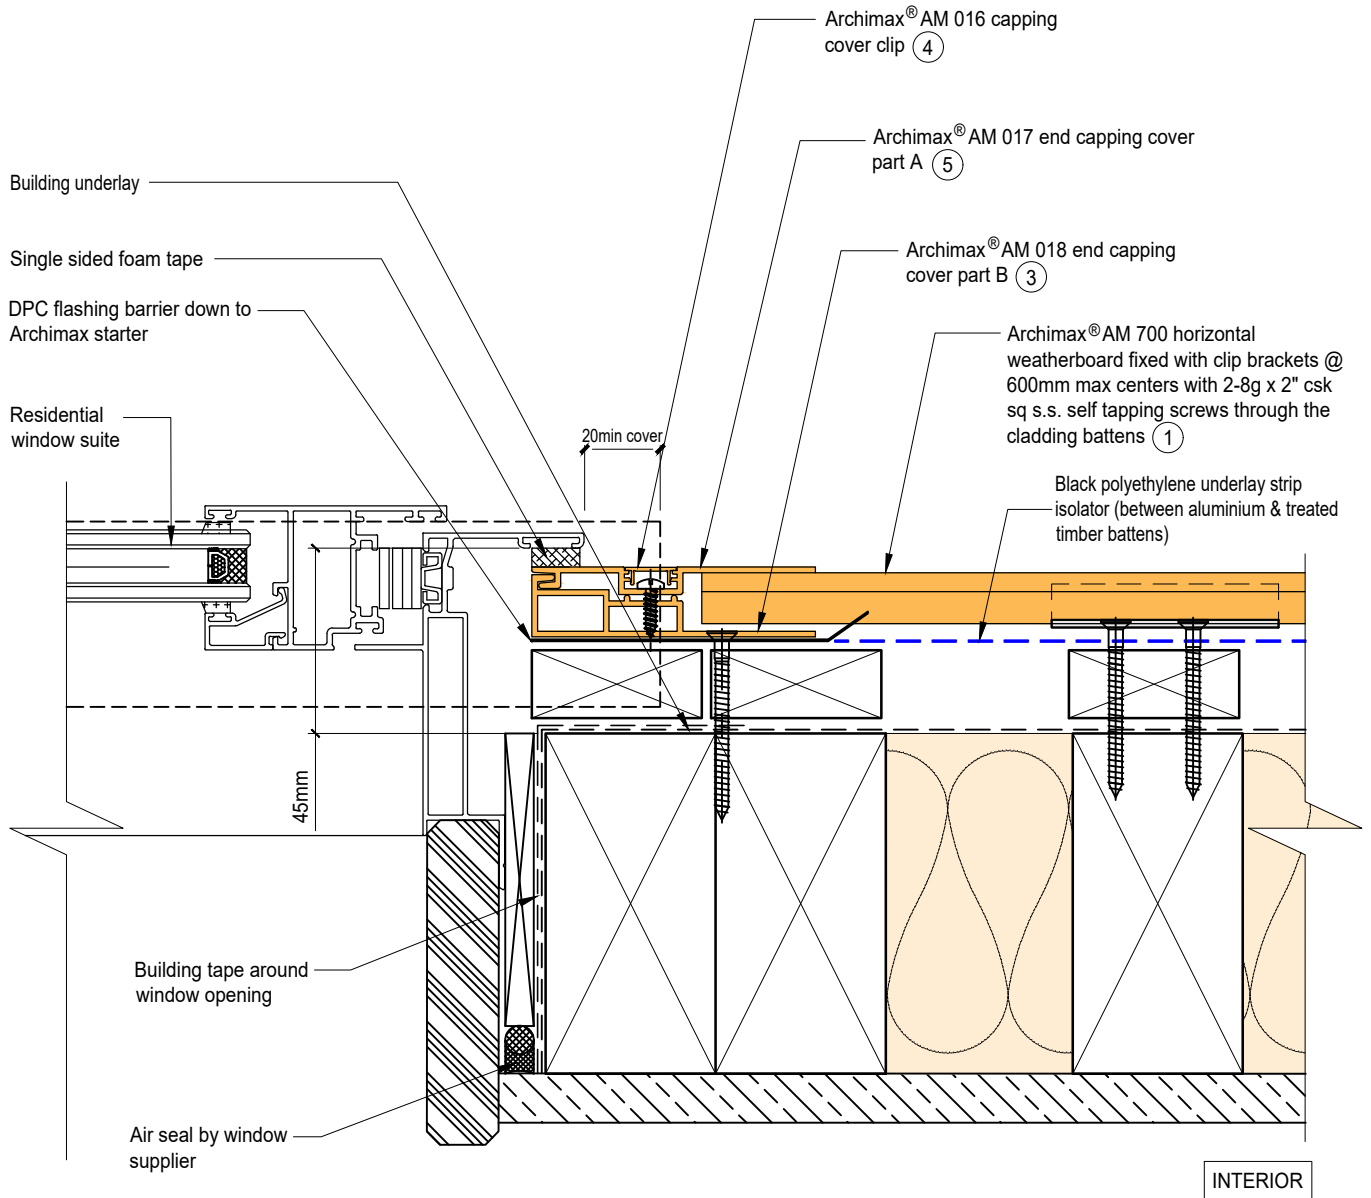 Archimax® AM 016 capping
cover clip 4
Archimax® AM 017 end capping cover
part A 5
Building underlay
Single sided foam tape
Archimax® AM 018 end capping
cover part B 3
DPC flashing barrier down to
Archimax starter
Archimax® AM 700 horizontal
weatherboard fixed with clip brackets @
600mm max centers with 2-8g x 2" csk
sq s.s. self tapping screws through the
cladding battens 1
Residential
window suite
20min cover
Black polyethylene underlay strip
isolator (between aluminium & treated
timber battens)
45mm
Building tape around
window opening
Air seal by window
supplier
INTERIOR